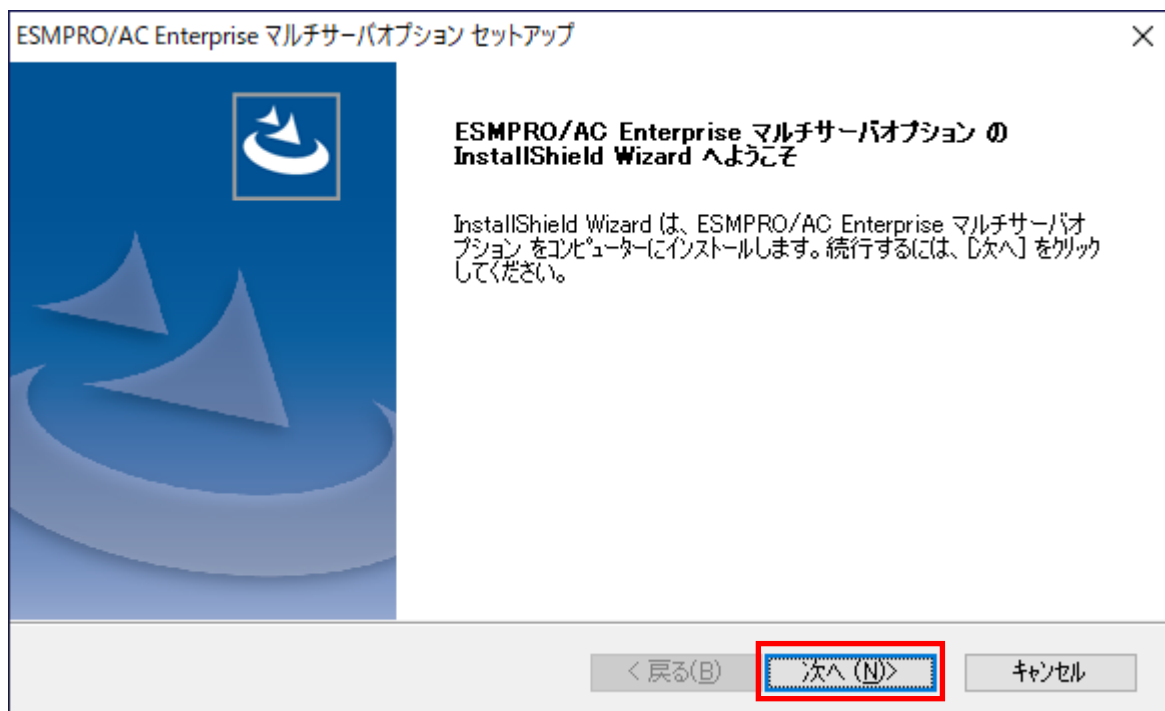 ESMPRO/AC Enterprise マルチサーバオプション セットアップ
ESMPRO/AC Enterprise マルチサーバオプション の
InstallShield Wizard へようこそ
InstallShield Wizard は、ESMPRO/AC Enterprise マルチサーバオ
プション をコンピューターにインストールします。続行するには、[次へ] をクリック
してください。
< 戻る(B)
次へ (N)>
キャンセル